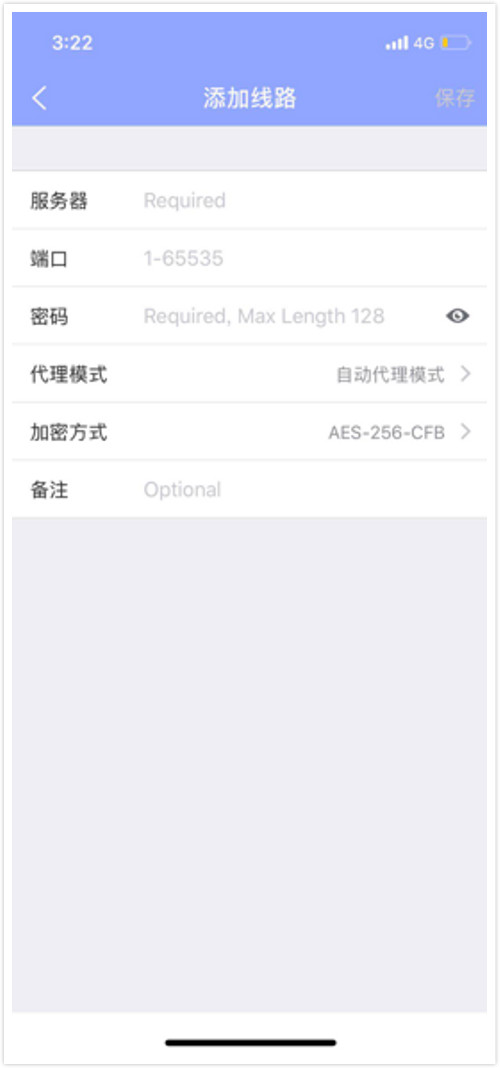 3:22 4G
添加线路 保存
服务器 Required
端口 1-65535
密码 Required, Max Length 128
代理模式 自动代理模式
加密方式 AES-256-CFB
备注 Optional